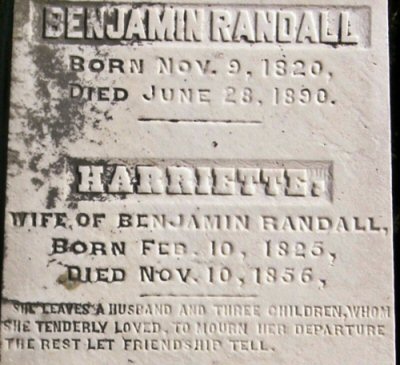 BENJAMIN RANDALL
BORN NOV. 9, 1820,
DIED JUNE 28, 1890.
HARRIETTE.
WIFE OF BENJAMIN RANDALL,
BORN FEB. 10, 1825,
DIED NOV. 10, 1856,
SHE LEAVES A HUSBAND AND THREE CHILDREN, WHOM
SHE TENDERLY LOVED, TO MOURN HER DEPARTURE
THE REST LET FRIENDSHIP TELL.